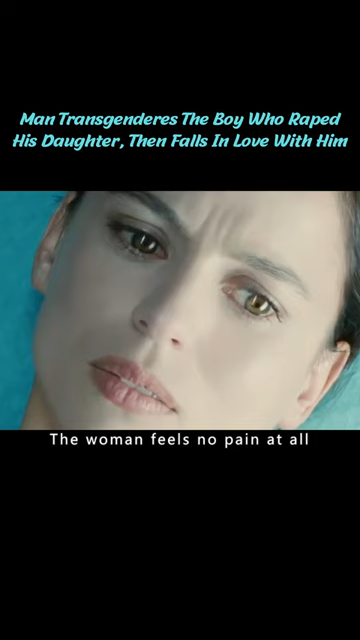 Man Transgenderes The Boy Who Raped
His Daughter, Then Falls In Love With Him
The woman feels no pain at all